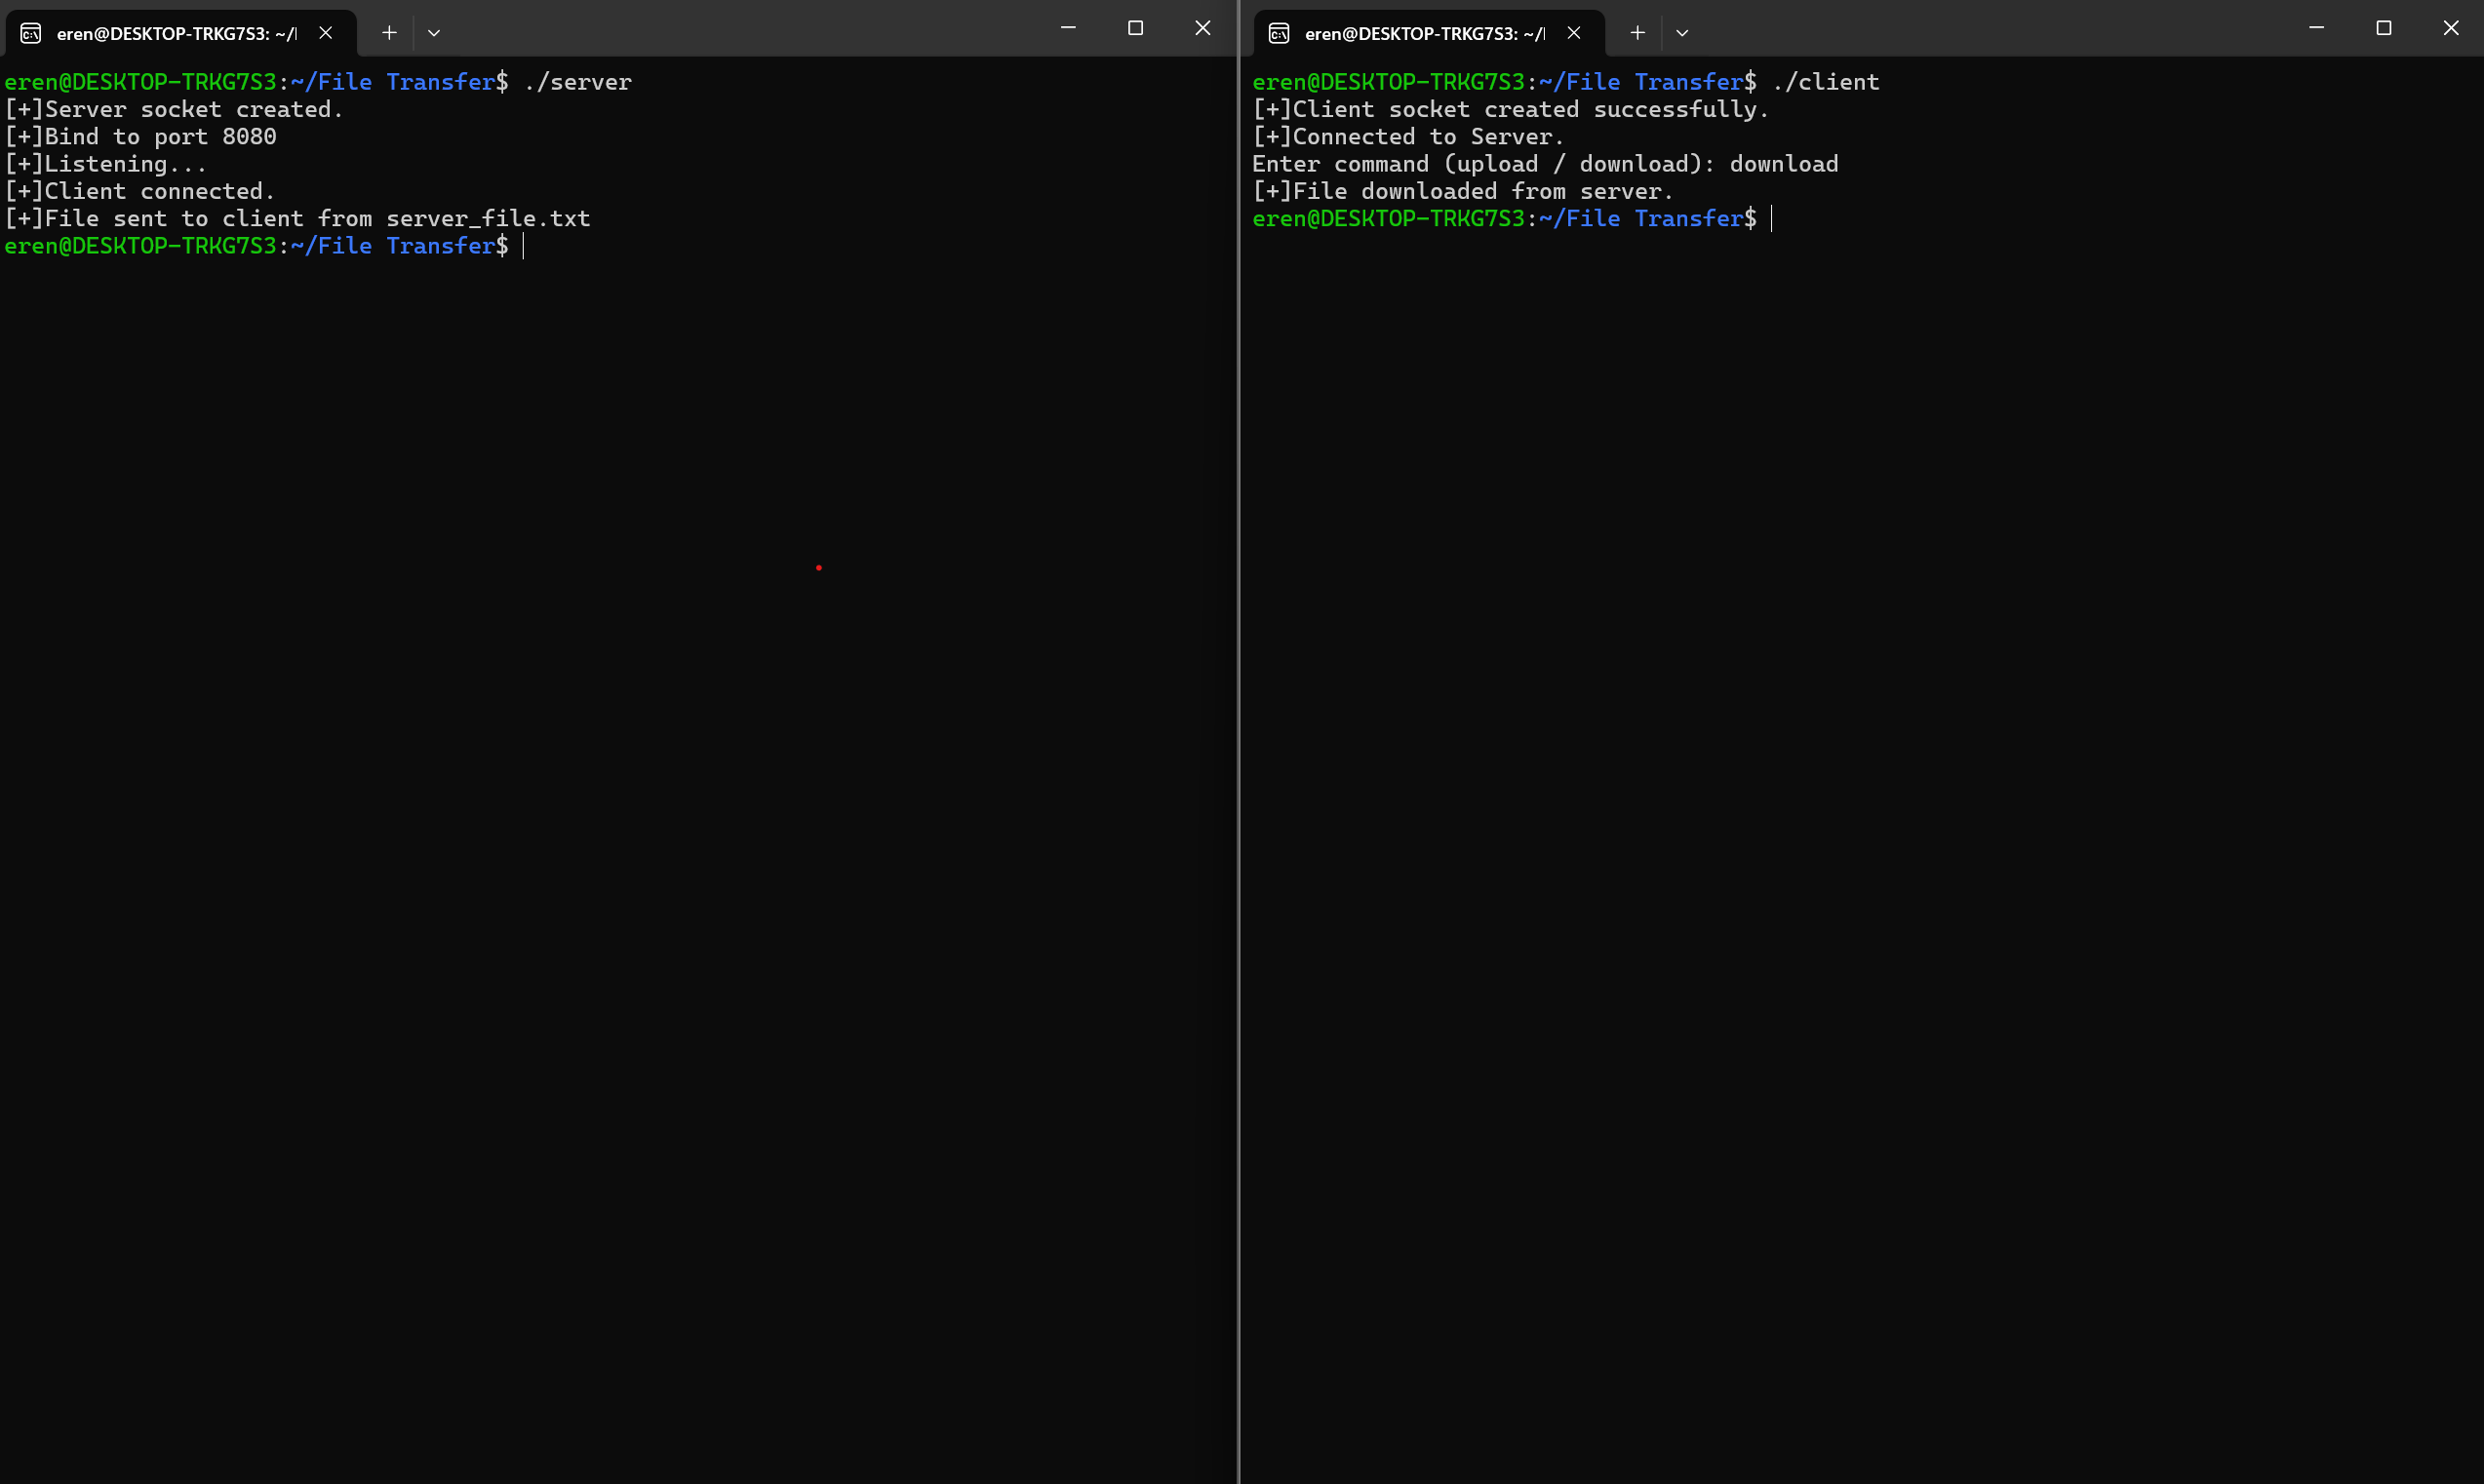 eren@DESKTOP-TRKG7S3: ~/
eren@DESKTOP-TRKG7S3:~/File Transfer$ ./server
[+]Server socket created.
[+]Bind to port 8080
[+]Listening...
[+]Client connected.
[+]File sent to client from server_file.txt
eren@DESKTOP-TRKG7S3:~/File Transfer$
eren@DESKTOP-TRKG7S3: ~/
eren@DESKTOP-TRKG7S3:~/File Transfer$ ./client
[+]Client socket created successfully.
[+]Connected to Server.
Enter command (upload / download): download
[+]File downloaded from server.
eren@DESKTOP-TRKG7S3:~/File Transfer$